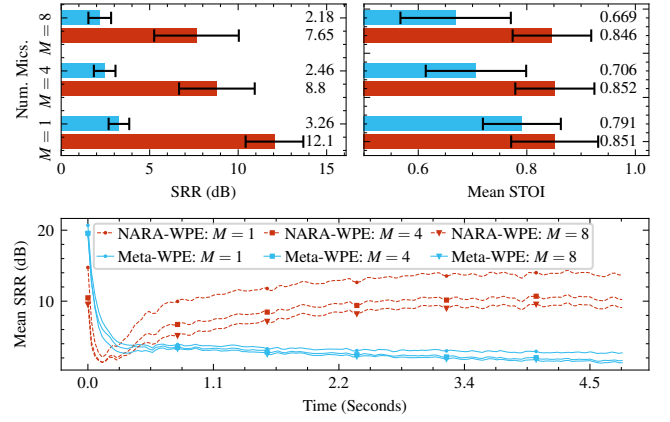 Num. Mics.
M = 8
M = 4
M = 1
2.18
7.65
2.46
8.8
3.26
12.1
0 5 10 15
SRR (dB)
0.669
0.846
0.706
0.852
0.791
0.851
0.6 0.8 1.0
Mean STOI
Mean SRR (dB)
20
10
NARA-WPE: M = 1 NARA-WPE: M = 4 NARA-WPE: M = 8
Meta-WPE: M = 1 Meta-WPE: M = 4 Meta-WPE: M = 8
0.0 1.1 2.2 3.4 4.5
Time (Seconds)